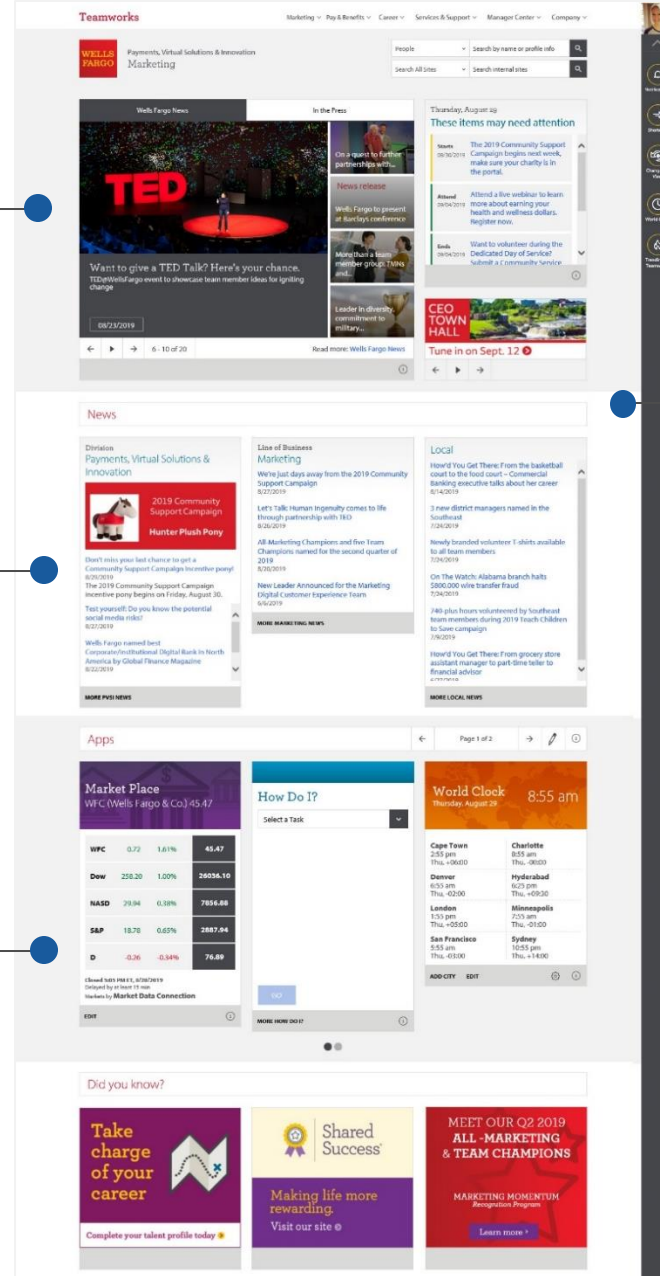 Teamworks
Marketing Pay & Benefits Career Services & Support Manager Center Company
WELLS
FARGO
Payments, Virtual Solutions & Innovation
Marketing
People
Search by name or profile info
Search All Sites
Search internal sites
Wells Fargo News
In the Press
TED
Want to give a TED Talk? Here's your chance.
TED@WellsFargo event to showcase team member ideas for igniting
change
08/23/2019
6 - 10 of 20
Read more: Wells Fargo News
On a quest to further
partnerships with...
News release
Wells Fargo to present
at Barclays conference
More than a team
member group: TMNs
and...
Leader in diversity,
commitment to
military...
Thursday, August 29
These items may need attention
Starts
08/30/2019
The 2019 Community Support
Campaign begins next week,
make sure your charity is in
the portal.
Attend
09/04/2019
Attend a live webinar to learn
more about earning your
health and wellness dollars.
Register now.
Ends
09/04/2019
Want to volunteer during the
Dedicated Day of Service?
Submit a Community Service
CEO
TOWN
HALL
Tune in on Sept. 12
News
Division
Payments, Virtual Solutions &
Innovation
2019 Community
Support Campaign
Hunter Plush Pony
Don't miss your last chance to get a
Community Support Campaign incentive pony!
8/29/2019
The 2019 Community Support Campaign
incentive pony begins on Friday, August 30.
Test yourself: Do you know the potential
social media risks?
8/27/2019
Wells Fargo named best
Corporate/Institutional Digital Bank in North
America by Global Finance Magazine
8/22/2019
MORE PVSI NEWS
Line of Business
Marketing
We're just days away from the 2019 Community
Support Campaign
8/27/2019
Let's Talk: Human Ingenuity comes to life
through partnership with TED
8/26/2019
All-Marketing Champions and five Team
Champions named for the second quarter of
2019
8/20/2019
New Leader Announced for the Marketing
Digital Customer Experience Team
6/6/2019
MORE MARKETING NEWS
Local
How'd You Get There: From the basketball
court to the food court – Commercial
Banking executive talks about her career
8/14/2019
3 new district managers named in the
Southeast
7/24/2019
Newly branded volunteer T-shirts available
to all team members
7/24/2019
On The Watch: Alabama branch halts
$800,000 wire transfer fraud
7/24/2019
740-plus hours volunteered by Southeast
team members during 2019 Teach Children
to Save campaign
7/9/2019
How'd You Get There: From grocery store
assistant manager to part-time teller to
financial advisor
MORE LOCAL NEWS
Apps
Page 1 of 2
Market Place
WFC (Wells Fargo & Co.) 45.47
WFC 0.72 1.61% 45.47
Dow 258.20 1.00% 26036.10
NASD 29.94 0.38% 7856.88
S&P 18.78 0.65% 2887.94
D -0.26 -0.34% 76.89
Delayed by at least 15 min
Markets by Market Data Connection
EDIT
How Do I?
Select a Task
GO
MORE HOW DO I?
World Clock
Thursday, August 29
8:55 am
Cape Town
2:55 pm
Thu, +06:00
Charlotte
8:55 am
Thu, -00:00
Denver
6:55 am
Thu, -02:00
Hyderabad
6:25 pm
Thu, +09:30
London
1:55 pm
Thu, +05:00
Minneapolis
7:55 am
Thu, -01:00
San Francisco
5:55 am
Thu, -03:00
Sydney
10:55 pm
Thu, +14:00
ADD CITY EDIT
Did you know?
Take
charge
of your
career
Complete your talent profile today
Shared
Success
Making life more
rewarding.
Visit our site
MEET OUR Q2 2019
ALL -MARKETING
& TEAM CHAMPIONS
MARKETING MOMENTUM
Recognition Program
Learn more